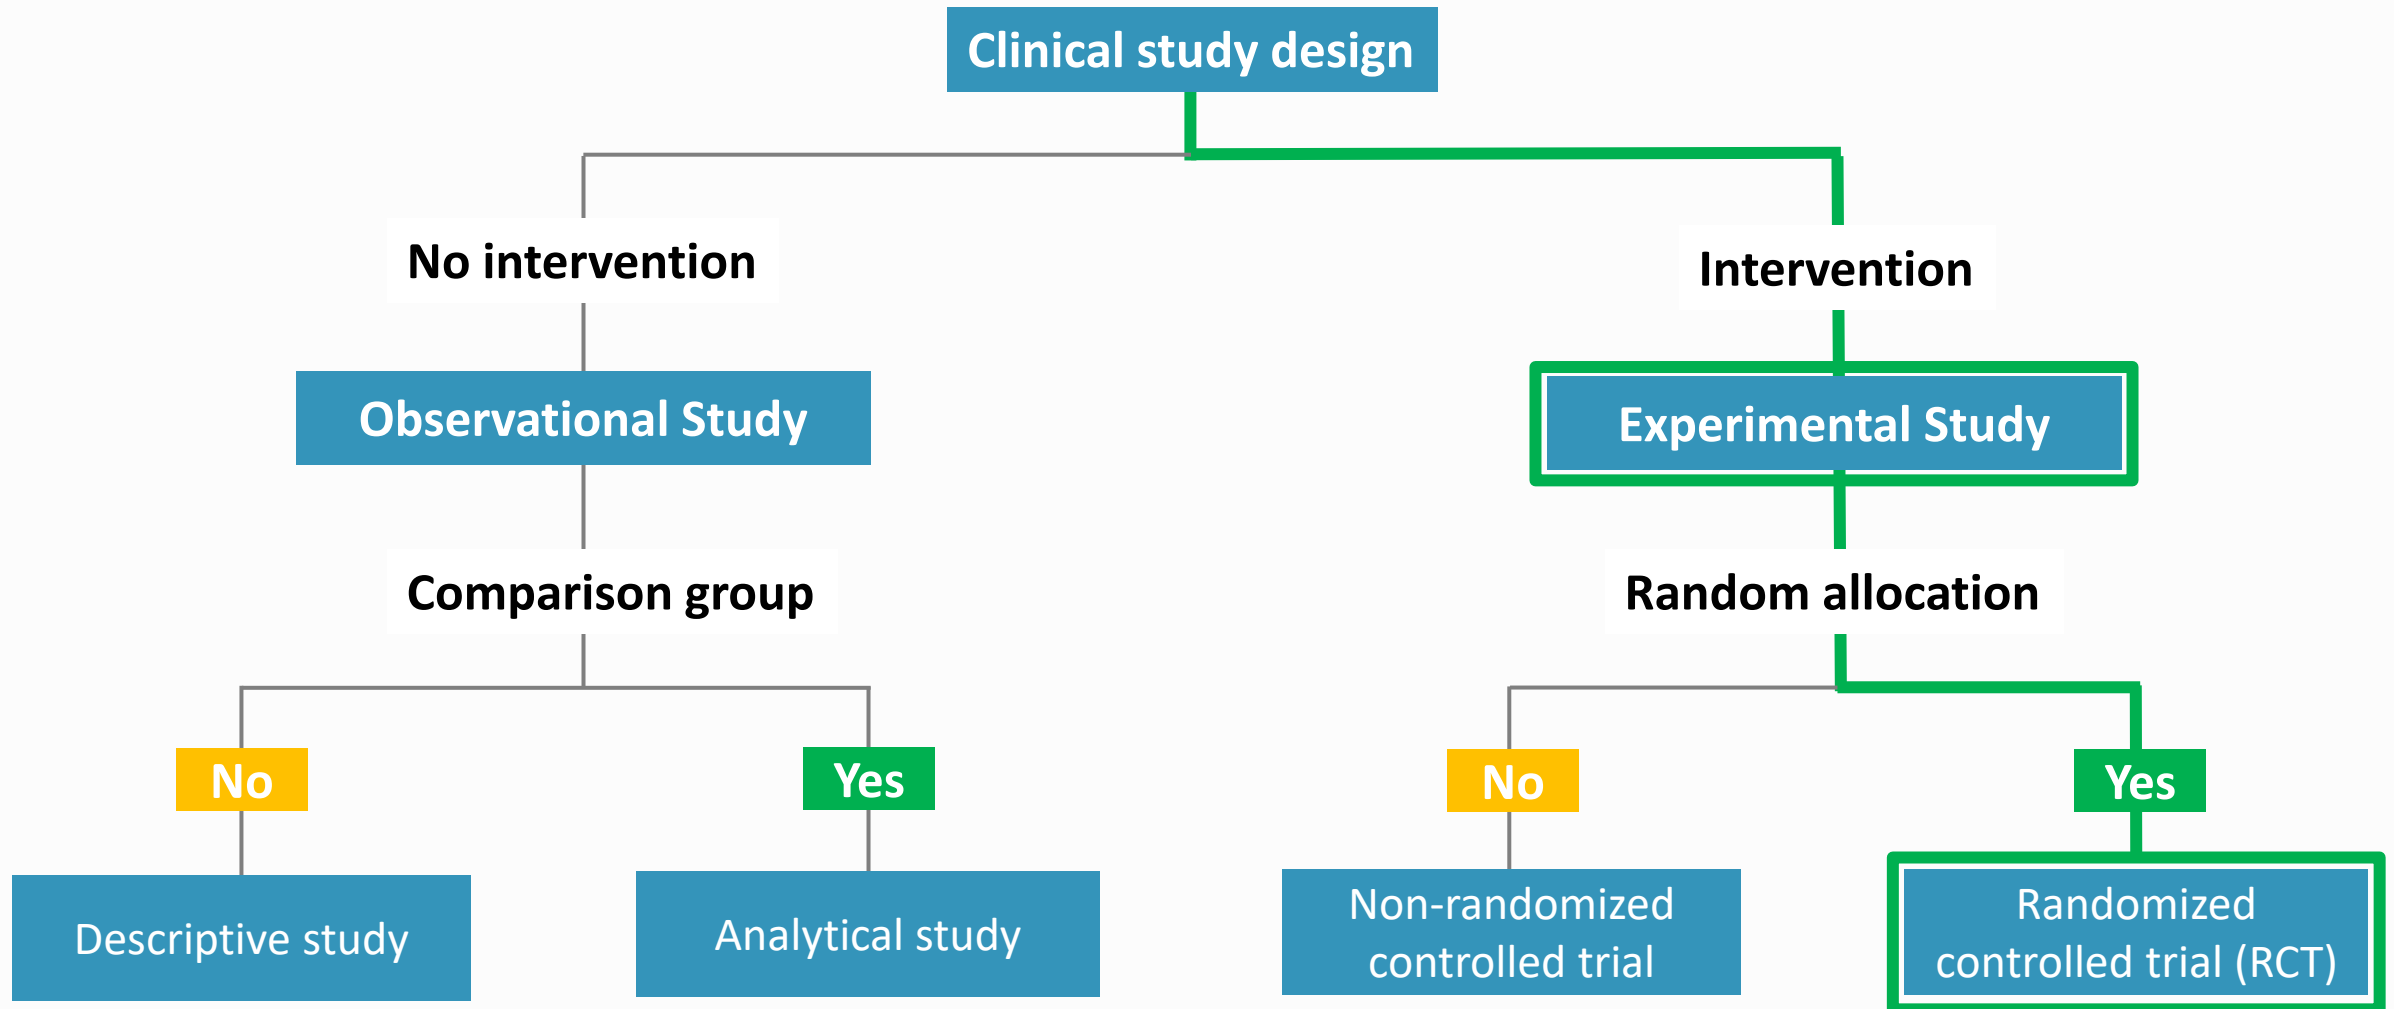 Clinical study design
No intervention
Intervention
Observational Study
Experimental Study
Comparison group
Random allocation
No
Yes
No
Yes
Descriptive study
Analytical study
Non-randomized
controlled trial
Randomized
controlled trial (RCT)